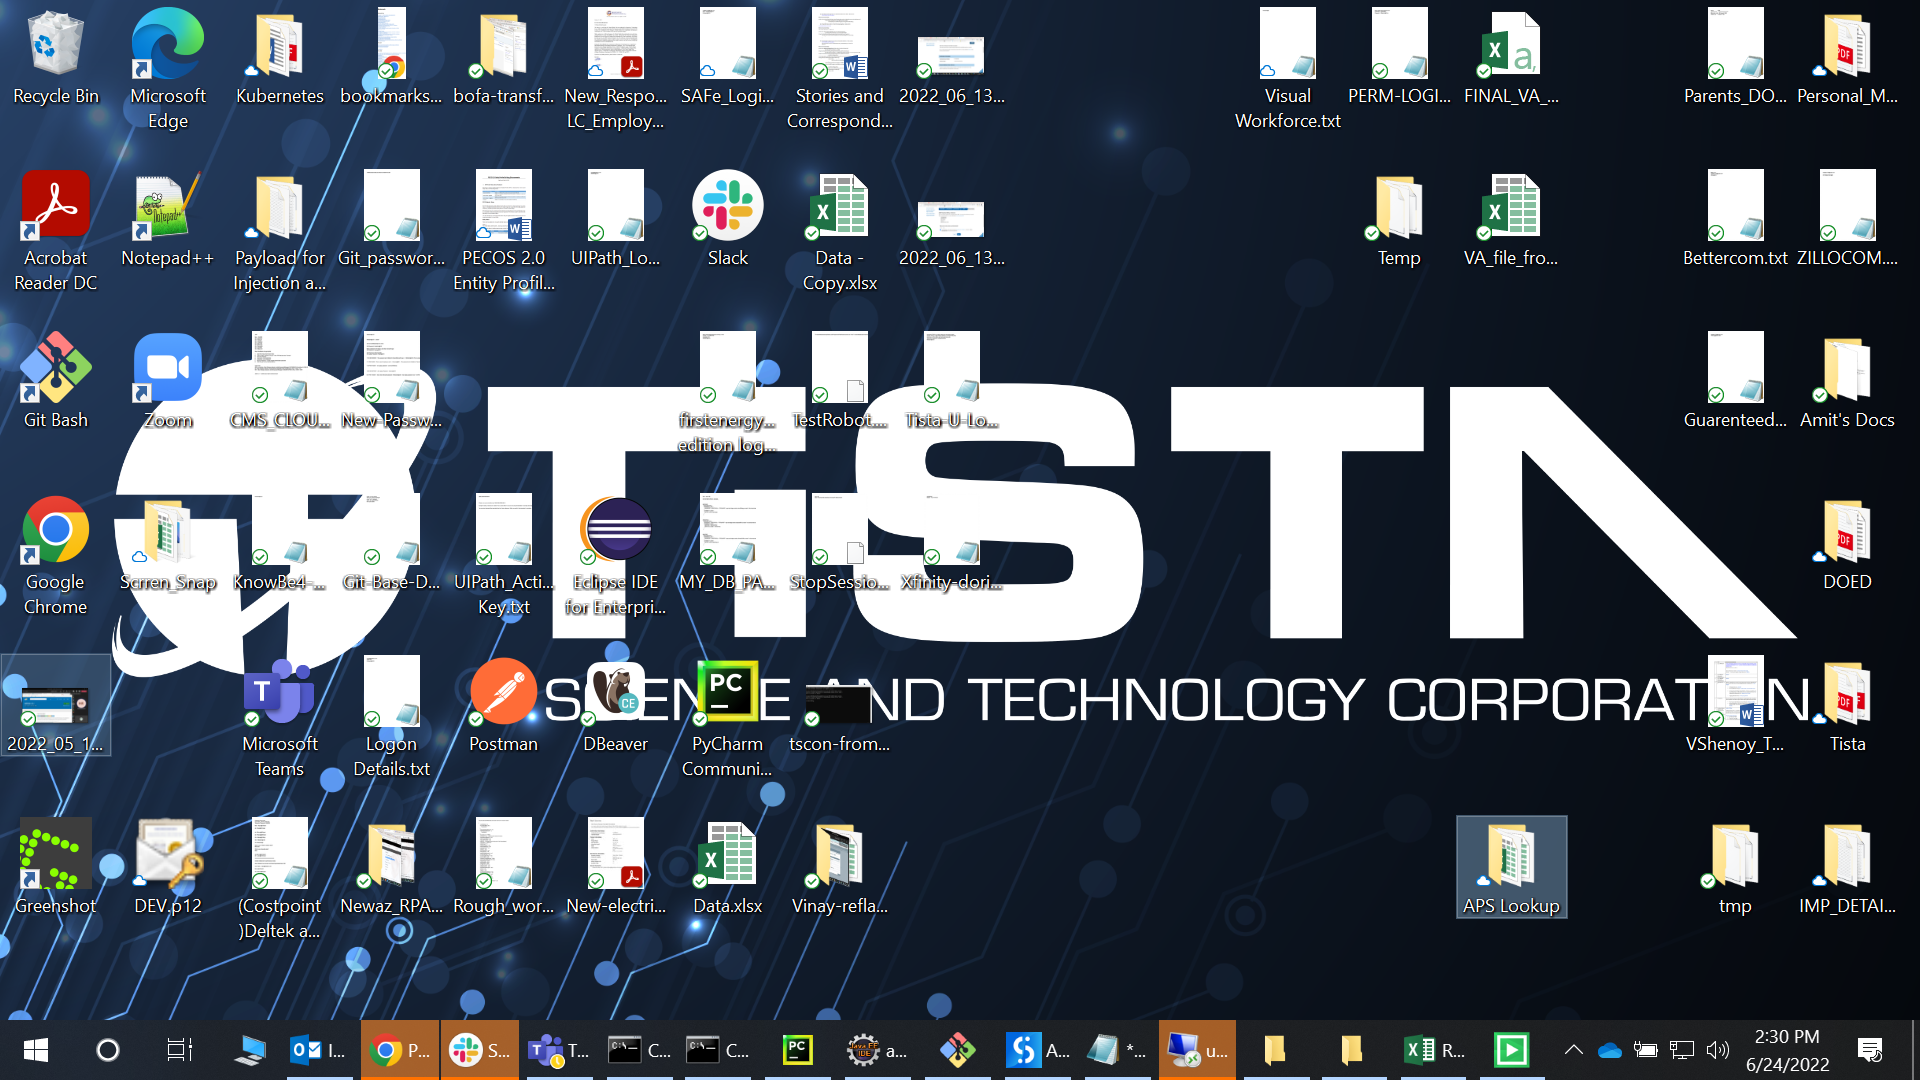 Recycle Bin
Microsoft
Edge
Kubernetes
bookmarks...
bofa-transf...
New_Respo...
LC_Employ...
SAFe_Logi...
Stories and
Correspond...
2022_06_13...
Visual
Workforce.txt
PERM-LOGI...
FINAL_VA_...
Parents_DO...
Personal_M...
Acrobat
Reader DC
Notepad++
Payload for
Injection a...
Git_passwor...
PECOS 2.0
Entity Profil...
UIPath_Lo...
Slack
Data -
Copy.xlsx
2022_06_13...
Temp
VA_file_fro...
Bettercom.txt
ZILLOCOM....
Git Bash
Zoom
CMS_CLOU...
New-Passw...
firstenergy...
edition log...
TestRobot....
Tista-U-Lo...
Guarenteed...
Amit's Docs
TiSTA
Google
Chrome
Scrren_Snap
KnowBe4-...
Git-Base-D...
UIPath_Acti...
Key.txt
Eclipse IDE
for Enterpri...
MY_DB_PA...
StopSessio...
Xfinity-dori...
DOED
SCIENCE AND TECHNOLOGY CORPORATION
2022_05_1...
Microsoft
Teams
Logon
Details.txt
Postman
DBeaver
PyCharm
Communi...
tscon-from...
VShenoy_T...
Tista
Greenshot
DEV.p12
(Costpoint
)Deltek a...
Newaz_RPA...
Rough_wor...
New-electri...
Data.xlsx
Vinay-refla...
APS Lookup
tmp
IMP_DETAI...
I...
P...
S...
T...
C...
C...
a...
A...
*...
u...
R...
2:30 PM
6/24/2022